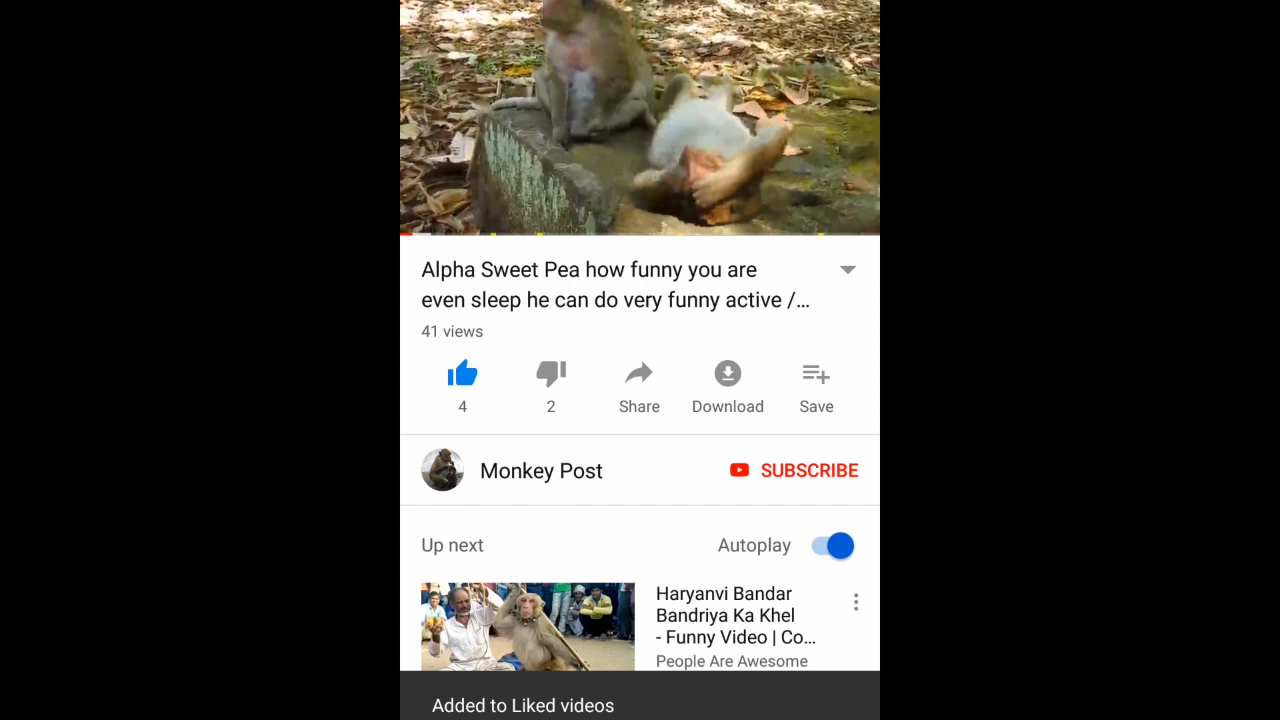 Alpha Sweet Pea how funny you are
even sleep he can do very funny active /...
41 views
4
2
Share
Download
Save
Monkey Post
SUBSCRIBE
Up next
Autoplay
Haryanvi Bandar
Bandriya Ka Khel
- Funny Video | Co...
People Are Awesome
Added to Liked videos